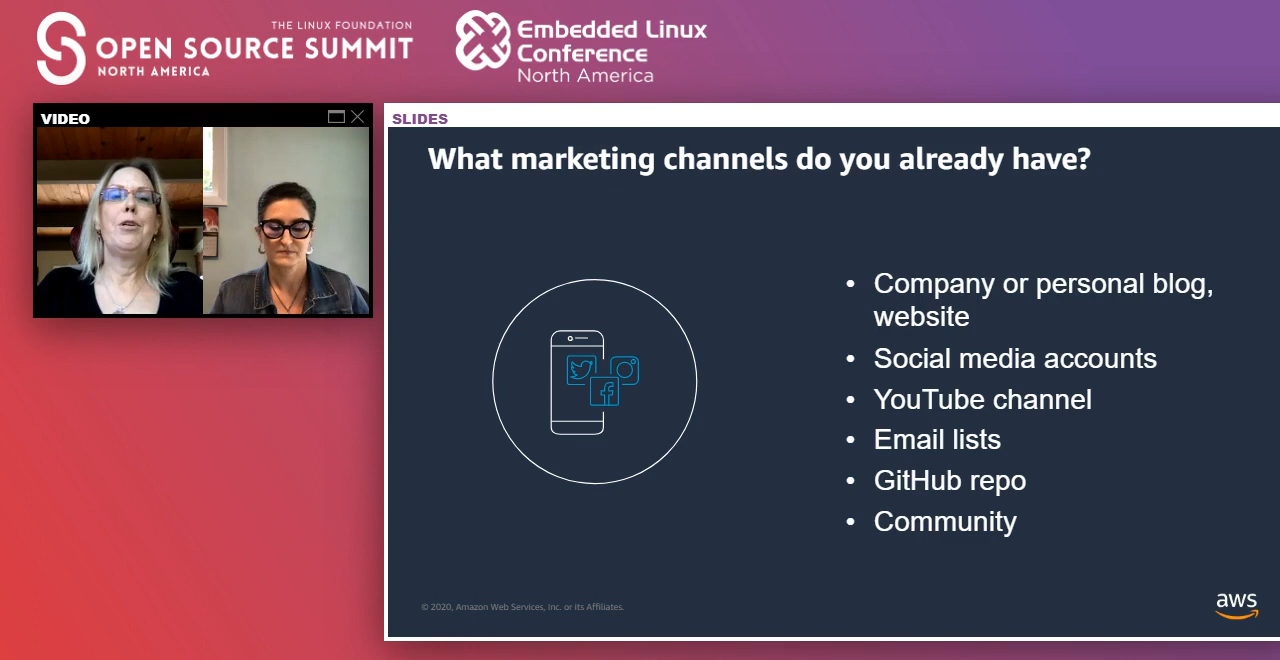 THE LINUX FOUNDATION
OPEN SOURCE SUMMIT
NORTH AMERICA
Embedded Linux
Conference
North America
VIDEO
SLIDES
What marketing channels do you already have?
• Company or personal blog,
website
• Social media accounts
• YouTube channel
• Email lists
• GitHub repo
• Community
© 2020, Amazon Web Services, Inc. or its Affiliates.
aws